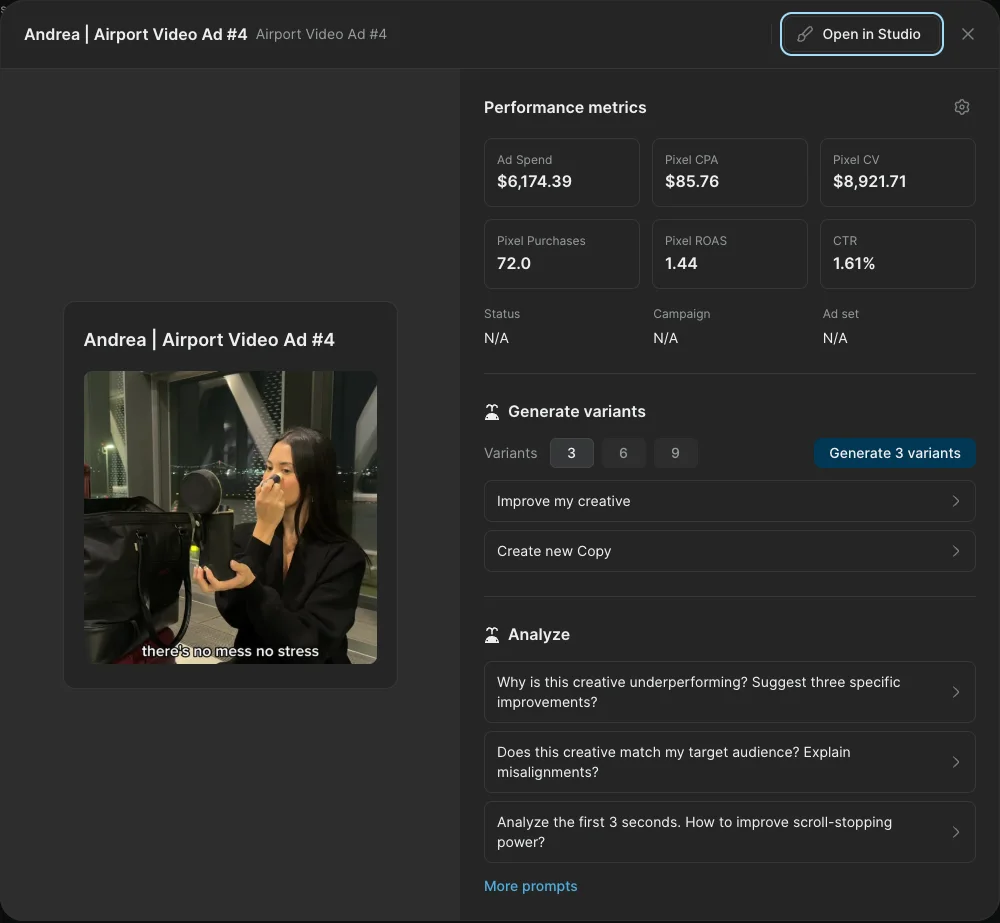 Andrea | Airport Video Ad #4 Airport Video Ad #4
Open in Studio
Andrea | Airport Video Ad #4
there's no mess no stress
Performance metrics
Ad Spend
$6,174.39
Pixel CPA
$85.76
Pixel CV
$8,921.71
Pixel Purchases
72.0
Pixel ROAS
1.44
CTR
1.61%
Status
N/A
Campaign
N/A
Ad set
N/A
Generate variants
Variants 3 6 9
Generate 3 variants
Improve my creative
Create new Copy
Analyze
Why is this creative underperforming? Suggest three specific
improvements?
Does this creative match my target audience? Explain
misalignments?
Analyze the first 3 seconds. How to improve scroll-stopping
power?
More prompts